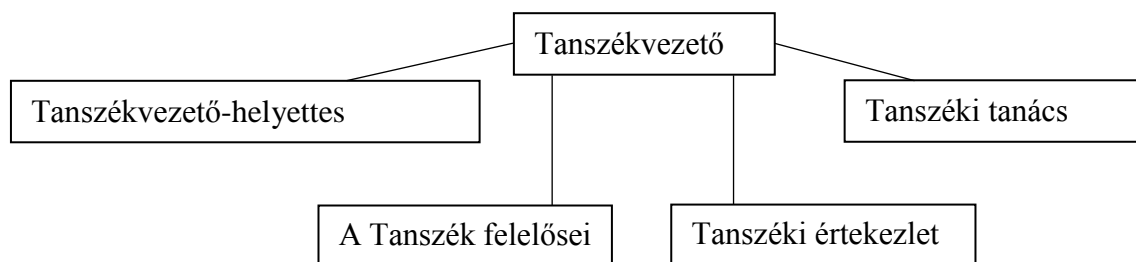 Tanszékvezető
Tanszékvezető-helyettes
Tanszéki tanács
A Tanszék felelősei
Tanszéki értekezlet